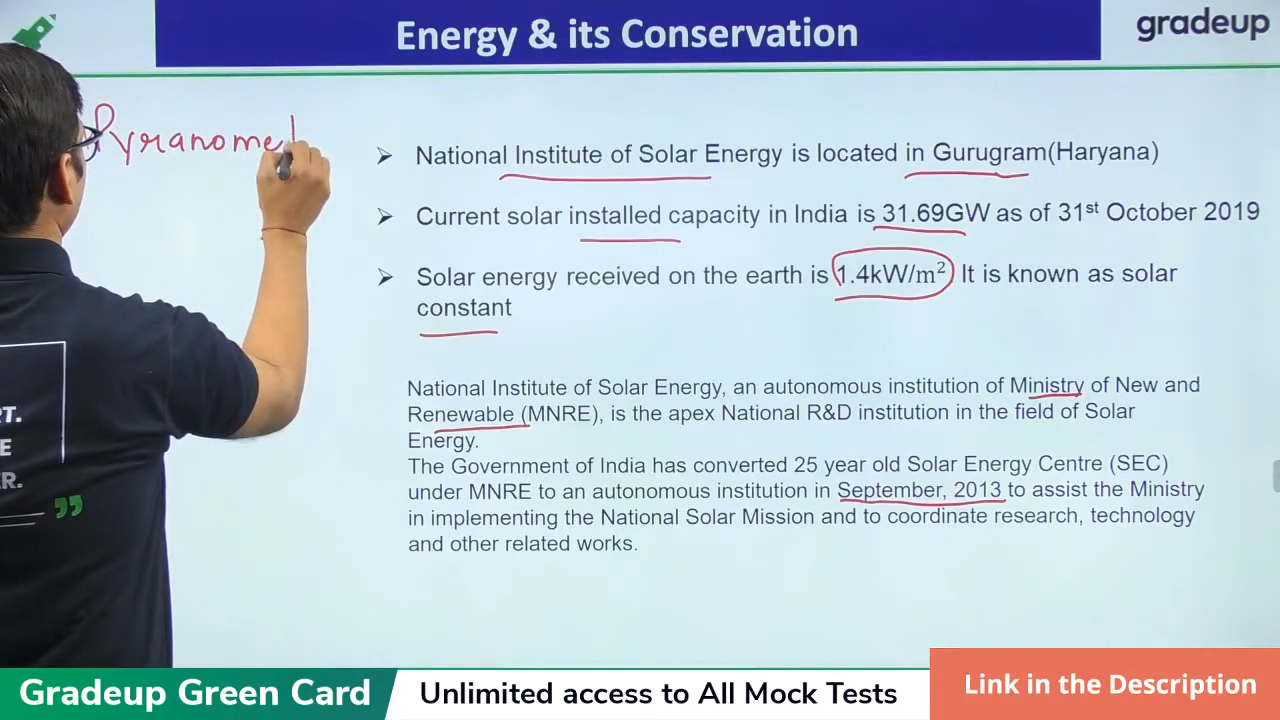 Energy & its Conservation
gradeup
Pyranomet
➢ National Institute of Solar Energy is located in Gurugram(Haryana)
➢ Current solar installed capacity in India is 31.69GW as of 31st October 2019
➢ Solar energy received on the earth is 1.4kW/m² It is known as solar
constant
National Institute of Solar Energy, an autonomous institution of Ministry of New and
Renewable (MNRE), is the apex National R&D institution in the field of Solar
Energy.
The Government of India has converted 25 year old Solar Energy Centre (SEC)
under MNRE to an autonomous institution in September, 2013 to assist the Ministry
in implementing the National Solar Mission and to coordinate research, technology
and other related works.
Gradeup Green Card
Unlimited access to All Mock Tests
Link in the Description